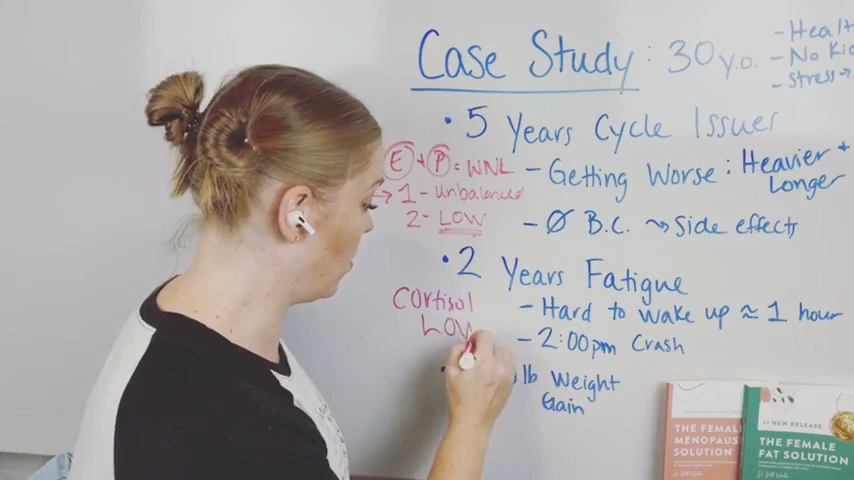 Case Study: 30 y.o.
- Healt
- No Kid
- Stress
• 5 Years Cycle Issues
E + P = WNL
→ 1 - Unbalanced
2 - LOW
- Getting Worse: Heavier +
Longer
- Ø B.C. ⤳ Side effects
• 2 Years Fatigue
Cortisol
LOW
- Hard to wake up ≈ 1 hour
- 2:00pm Crash
lb Weight
Gain
THE FEMALE
MENOPAUSE
SOLUTION
NEW RELEASE
THE FEMALE
FAT SOLUTION